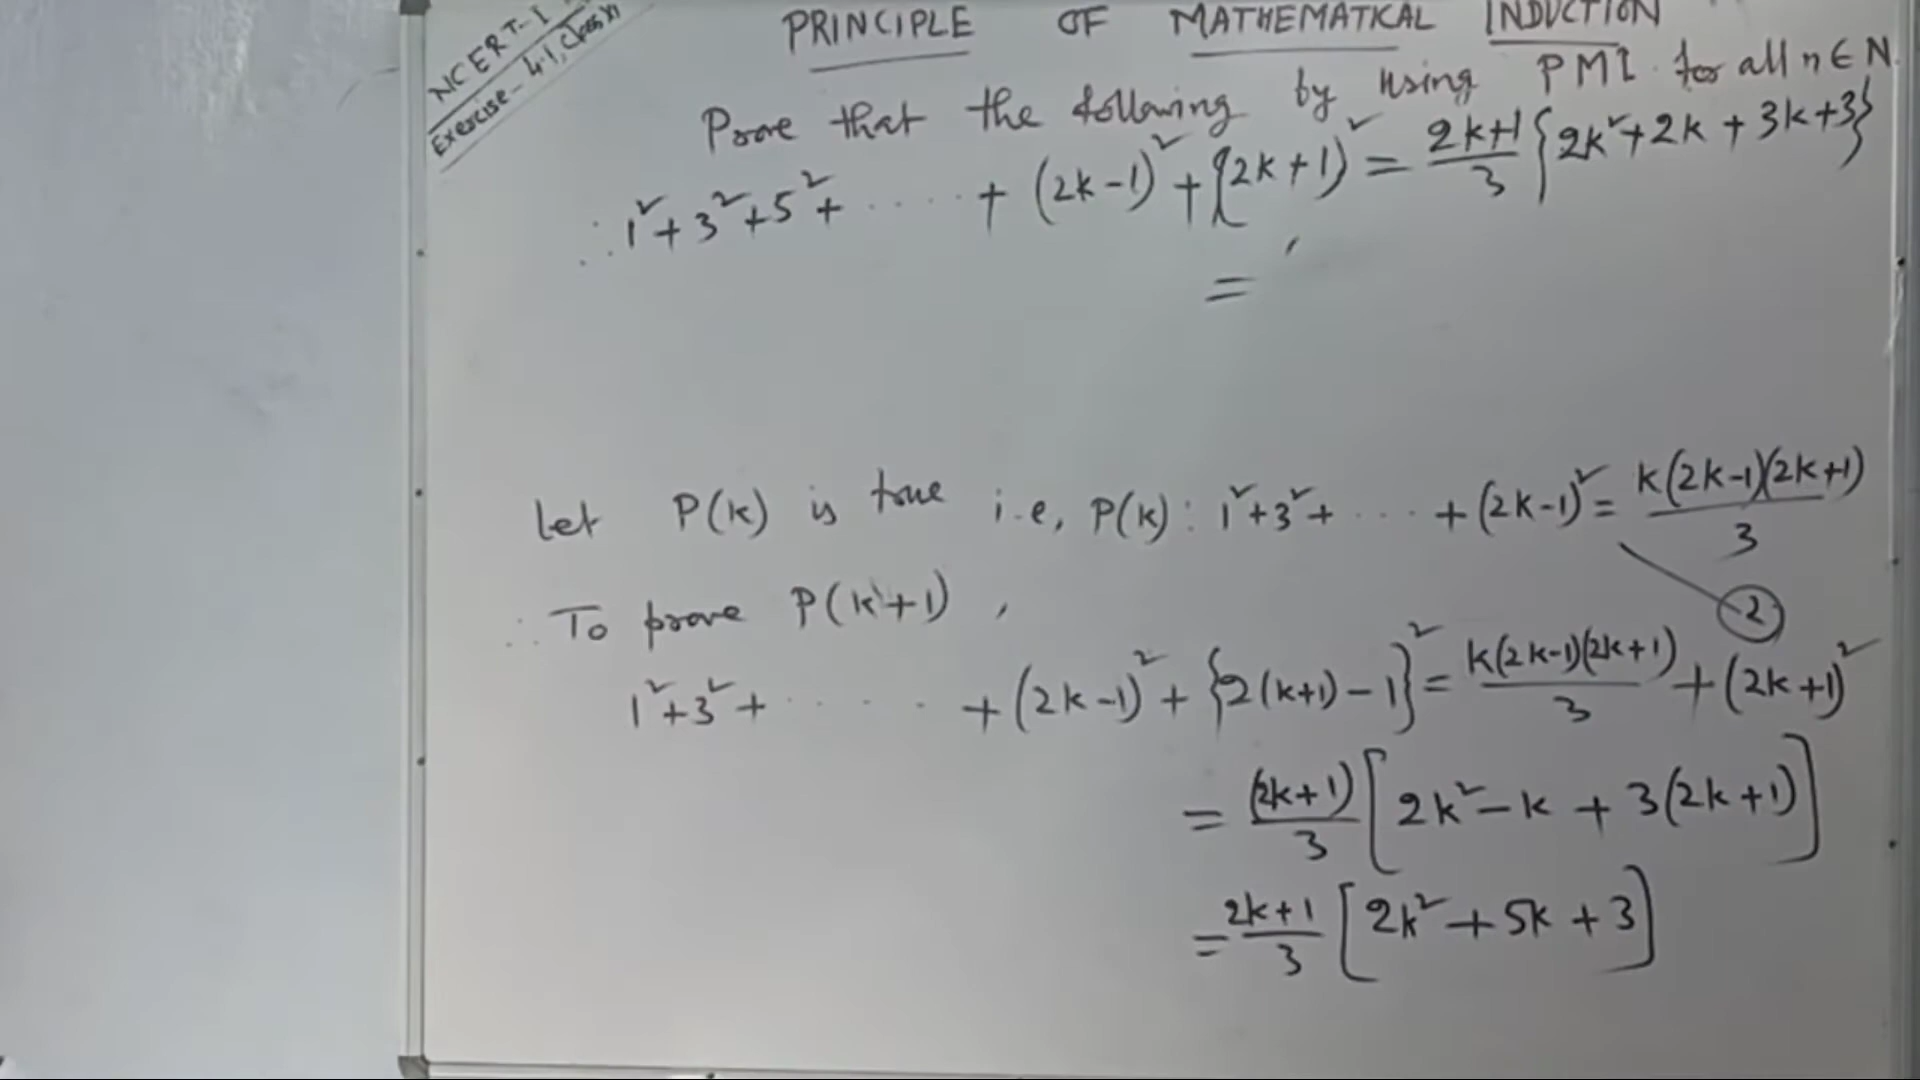 NCERT-I
Exercise-4.1, Class XI
PRINCIPLE OF MATHEMATICAL INDUCTION
Prove that the following by using PMI for all n∈N
∴ 1²+3²+5²+ ..... + (2k-1)²+{2k+1)² = 2k+1/3 {2k²+2k+3k+3}
=
Let P(k) is true i.e, P(k): 1²+3²+ .... +(2k-1)² = k(2k-1)(2k+1)/3
②
∴ To prove P(k+1),
1²+3²+ ..... +(2k-1)²+{2(k+1)-1}² = k(2k-1)(2k+1)/3 + (2k+1)²
= (2k+1)/3 [2k²-k+3(2k+1)]
= 2k+1/3 [2k²+5k+3]